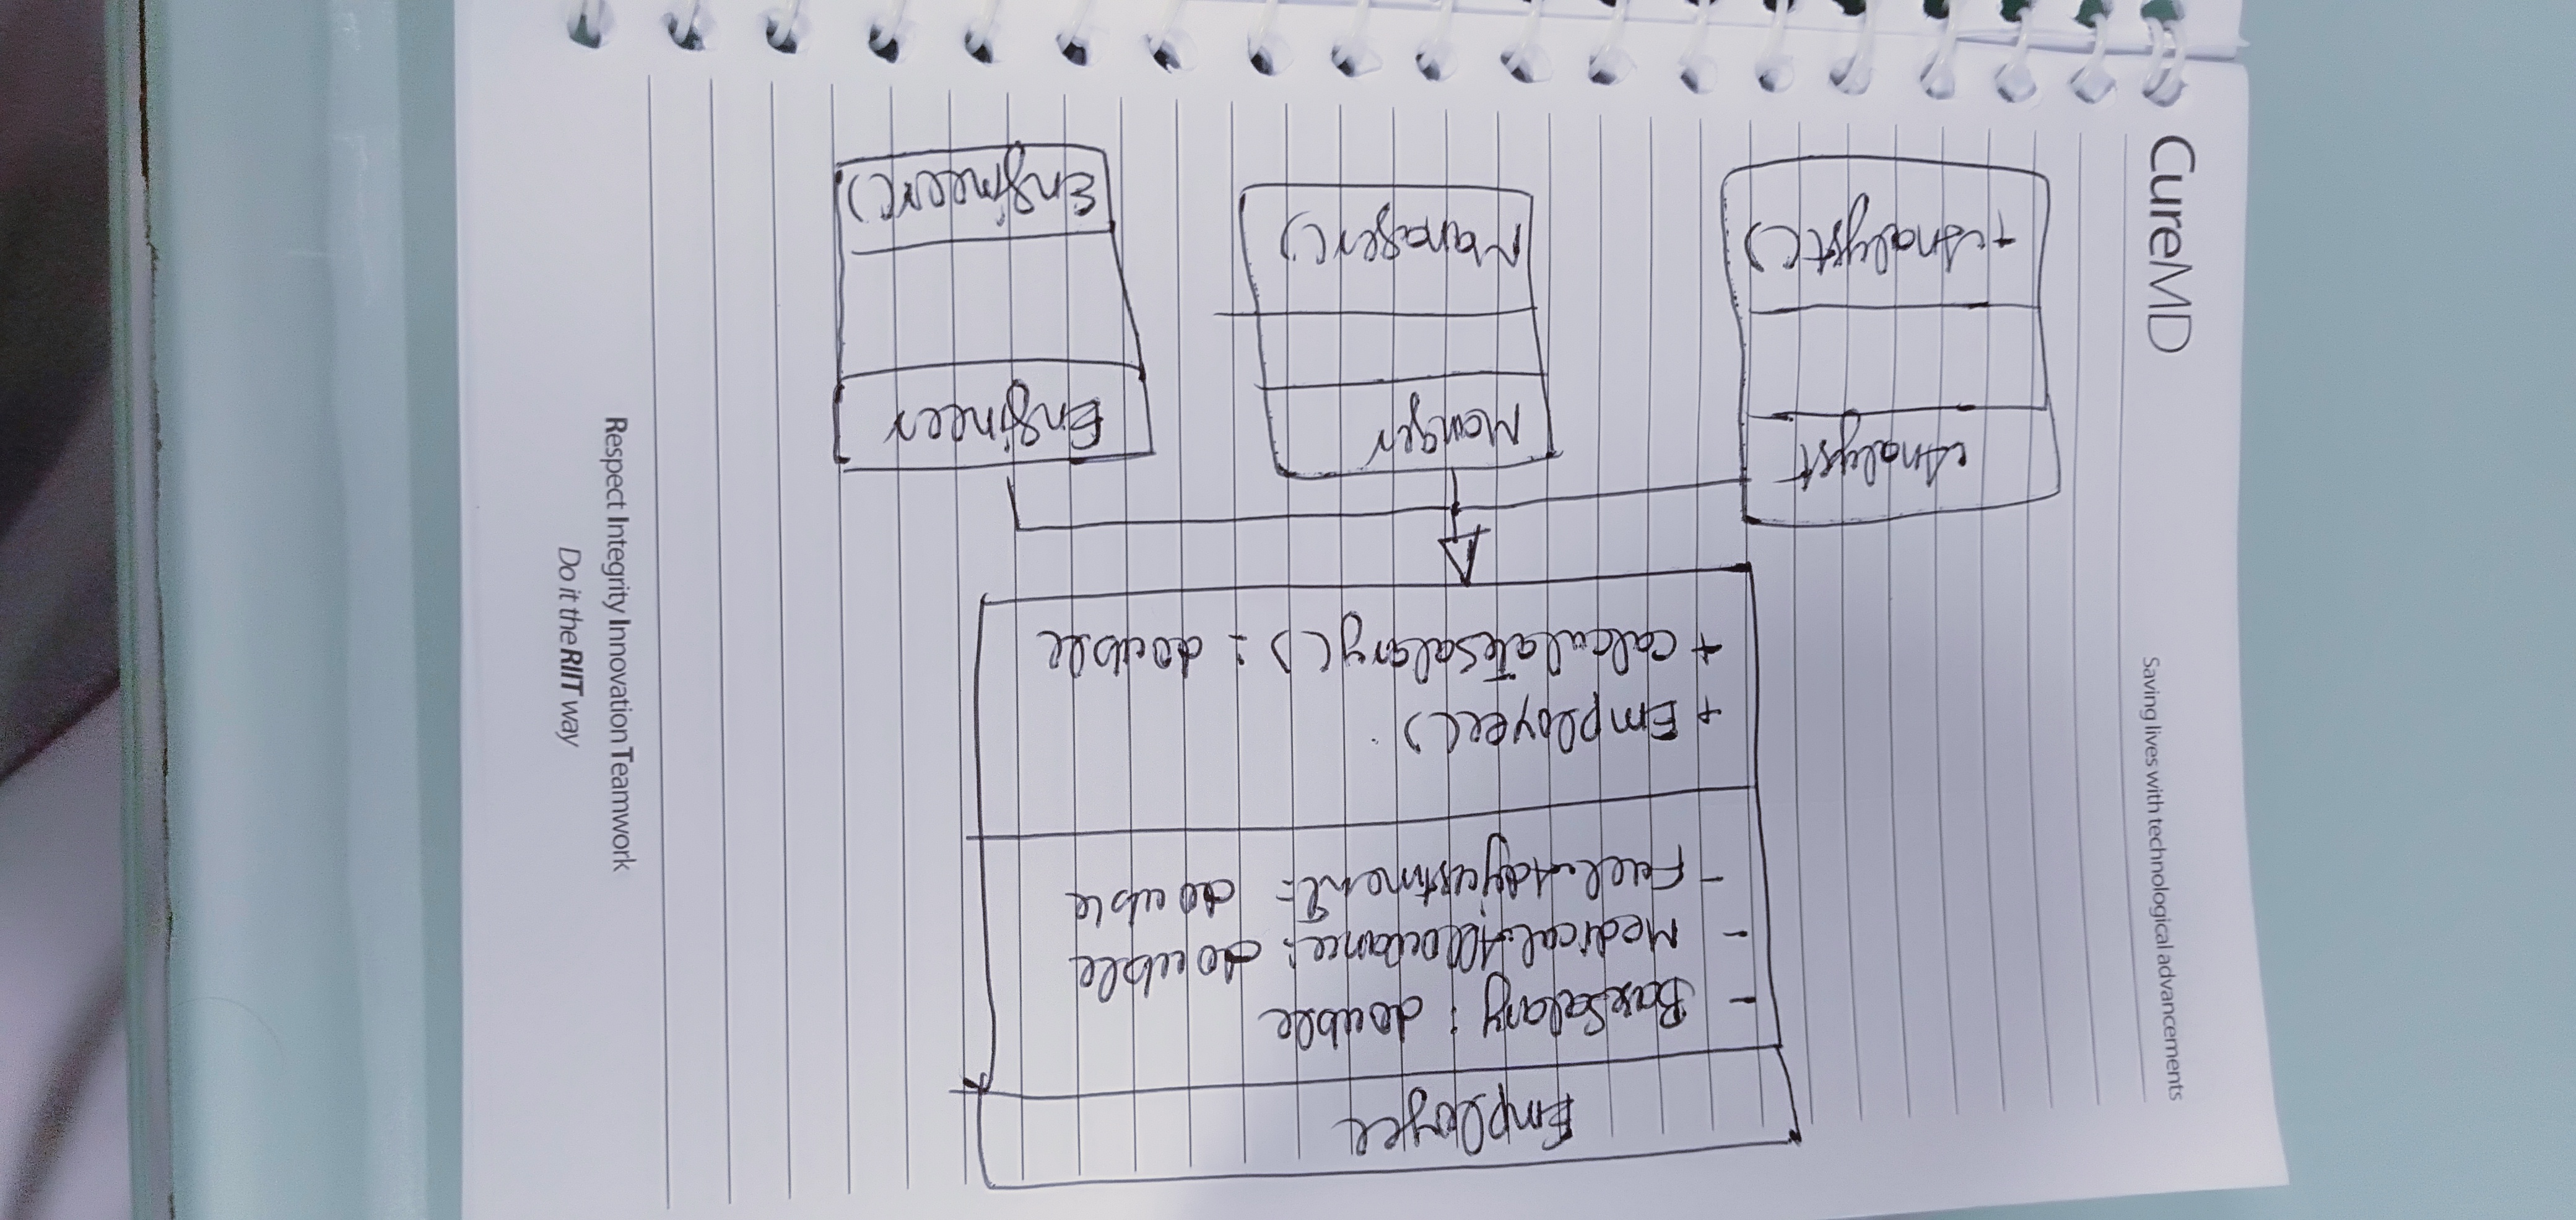 Employee
- BaseSalary : double
- MedicalAllowance : double
- FuelAdjustment : double
+ Employee()
+ CalculateSalary() : double
Analyst
+ Analyst()
Manger
Manager()
Engineer
Engineer()
CureMD
Saving lives with technological advancements
Respect Integrity Innovation Teamwork
Do it the RIIT way